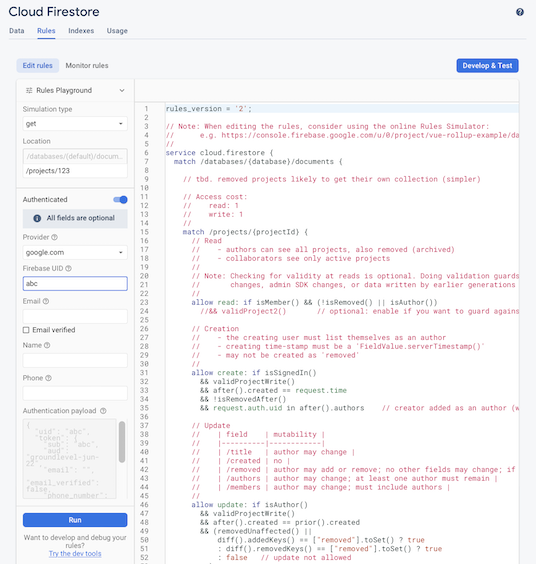 Cloud Firestore
Data Rules Indexes Usage
Edit rules Monitor rules
Develop & Test
Rules Playground
Simulation type
get
Location
/databases/(default)/docum...
/projects/123
Authenticated
All fields are optional
Provider
google.com
Firebase UID
abc
Email
Email verified
Name
Phone
Authentication payload
{
"uid": "abc",
"token": {
"sub": "abc",
"aud":
"groundlevel-jun-
22",
"email": "",
"email_verified":
false,
"phone_number":
Run
Want to develop and debug your
rules?
Try the dev tools
1 rules_version = '2';
2
3 // Note: When editing the rules, consider using the online Rules Simulator:
4 // e.g. https://console.firebase.google.com/u/0/project/vue-rollup-example/da
5 //
6 service cloud.firestore {
7 match /databases/{database}/documents {
8
9 // tbd. removed projects likely to get their own collection (simpler)
10
11 // Access cost:
12 // read: 1
13 // write: 1
14 //
15 match /projects/{projectId} {
16 // Read
17 // - authors can see all projects, also removed (archived)
18 // - collaborators see only active projects
19 //
20 // Note: Checking for validity at reads is optional. Doing validation guards
21 // changes, admin SDK changes, or data written by earlier generations
22 //
23 allow read: if isMember() && (!isRemoved() || isAuthor())
24 //&& validProject2() // optional: enable if you want to guard agains
25
26 // Creation
27 // - the creating user must list themselves as an author
28 // - creating time-stamp must be a `FieldValue.serverTimestamp()`
29 // - may not be created as 'removed'
30 //
31 allow create: if isSignedIn()
32 && validProjectWrite()
33 && after().created == request.time
34 && !isRemovedAfter()
35 && request.auth.uid in after().authors // creator added as an author (w
36
37 // Update
38 // | field | mutability |
39 // |----------|------------|
40 // | /title | author may change |
41 // | /created | no |
42 // | /removed | author may add or remove; no other fields may change; if
43 // | /authors | author may change; at least one author must remain |
44 // | /members | author may change; must include authors |
45 //
46 allow update: if isAuthor()
47 && validProjectWrite()
48 && after().created == prior().created
49 && (removedUnaffected() ||
50 diff().addedKeys() == ["removed"].toSet() ? true
51 : diff().removedKeys() == ["removed"].toSet() ? true
52 : false // update not allowed